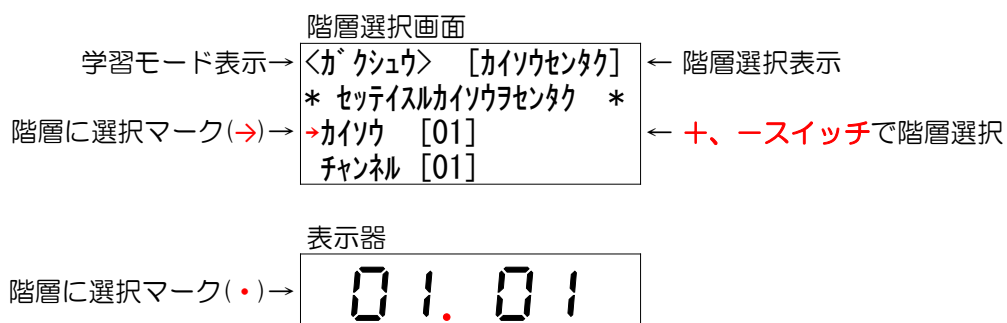 階層選択画面
学習モード表示→ <ｶﾞｸｼｭｳ> [ｶｲｿｳｾﾝﾀｸ] ← 階層選択表示
* ｾｯﾃｲｽﾙｶｲｿｳｦｾﾝﾀｸ *
階層に選択マーク(→)→ →ｶｲｿｳ [01] ← +、-スイッチで階層選択
ﾁｬﾝﾈﾙ [01]
表示器
階層に選択マーク(・)→ 01. 01